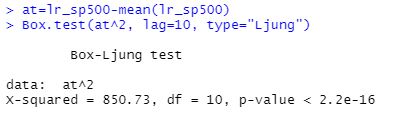 > at=lr_sp500-mean(lr_sp500)
> Box.test(at^2, lag=10, type="Ljung")
Box-Ljung test
data:  at^2
X-squared = 850.73, df = 10, p-value < 2.2e-16